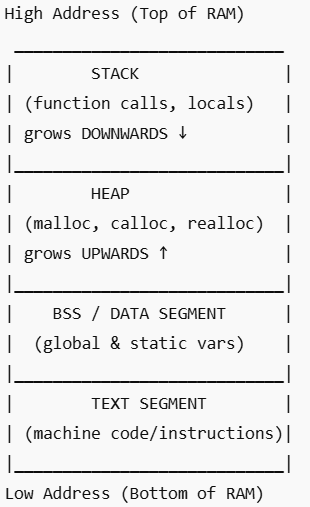 High Address (Top of RAM)
STACK
(function calls, locals)
grows DOWNWARDS ↓
HEAP
(malloc, calloc, realloc)
grows UPWARDS ↑
BSS / DATA SEGMENT
(global & static vars)
TEXT SEGMENT
(machine code/instructions)
Low Address (Bottom of RAM)